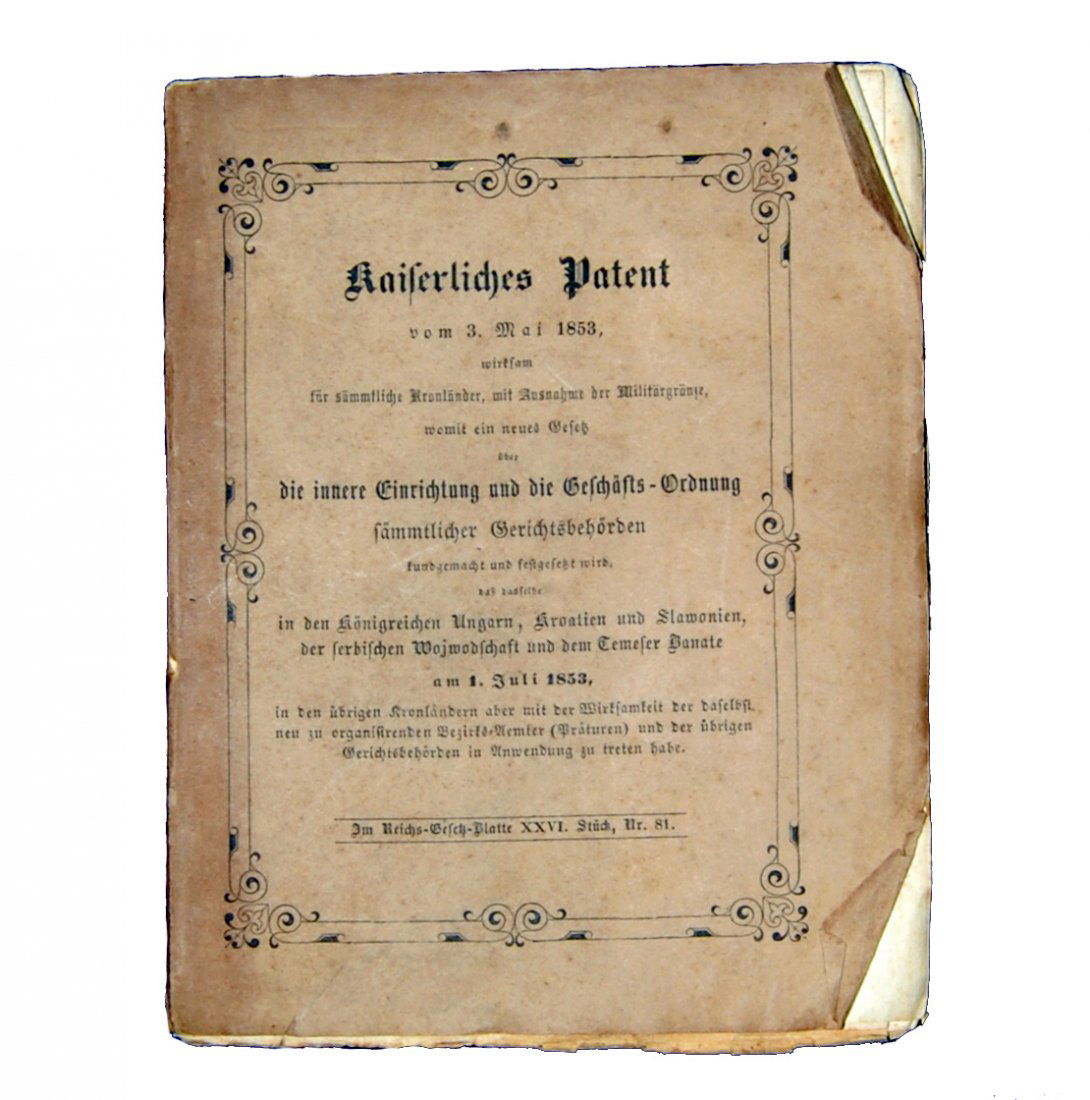 Kaiserliches Patent
vom 3. Mai 1853,
wirksam
für sämmtliche Kronländer, mit Ausnahme der Militärgränze,
womit ein neues Gesetz
über
die innere Einrichtung und die Geschäfts-Ordnung
sämmtlicher Gerichtsbehörden
kundgemacht und festgesetzt wird,
daß dasselbe
in den Königreichen Ungarn, Kroatien und Slawonien,
der serbischen Wojwodschaft und dem Temeser Banate
am 1. Juli 1853,
in den übrigen Kronländern aber mit der Wirksamkeit der daselbst
neu zu organisirenden Bezirks-Aemter (Präturen) und der übrigen
Gerichtsbehörden in Anwendung zu treten habe.
Im Reichs-Gesetz-Blatte XXVI. Stück, Nr. 81.